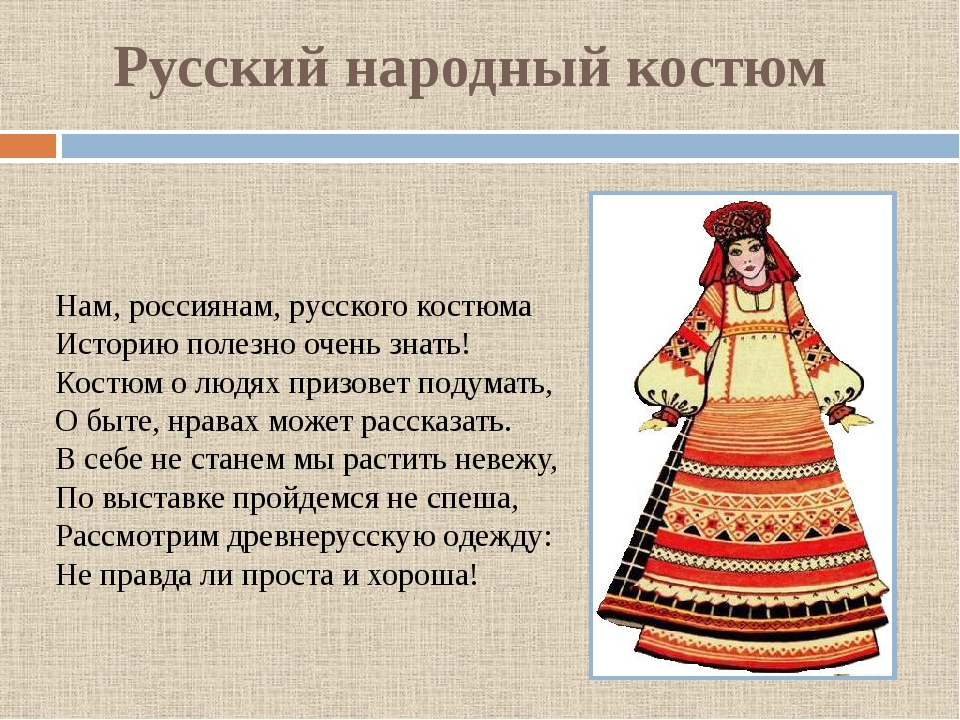 Русский народный костюм
Нам, россиянам, русского костюма
Историю полезно очень знать!
Костюм о людях призовет подумать,
О быте, нравах может рассказать.
В себе не станем мы растить невежу,
По выставке пройдемся не спеша,
Рассмотрим древнерусскую одежду:
Не правда ли проста и хороша!